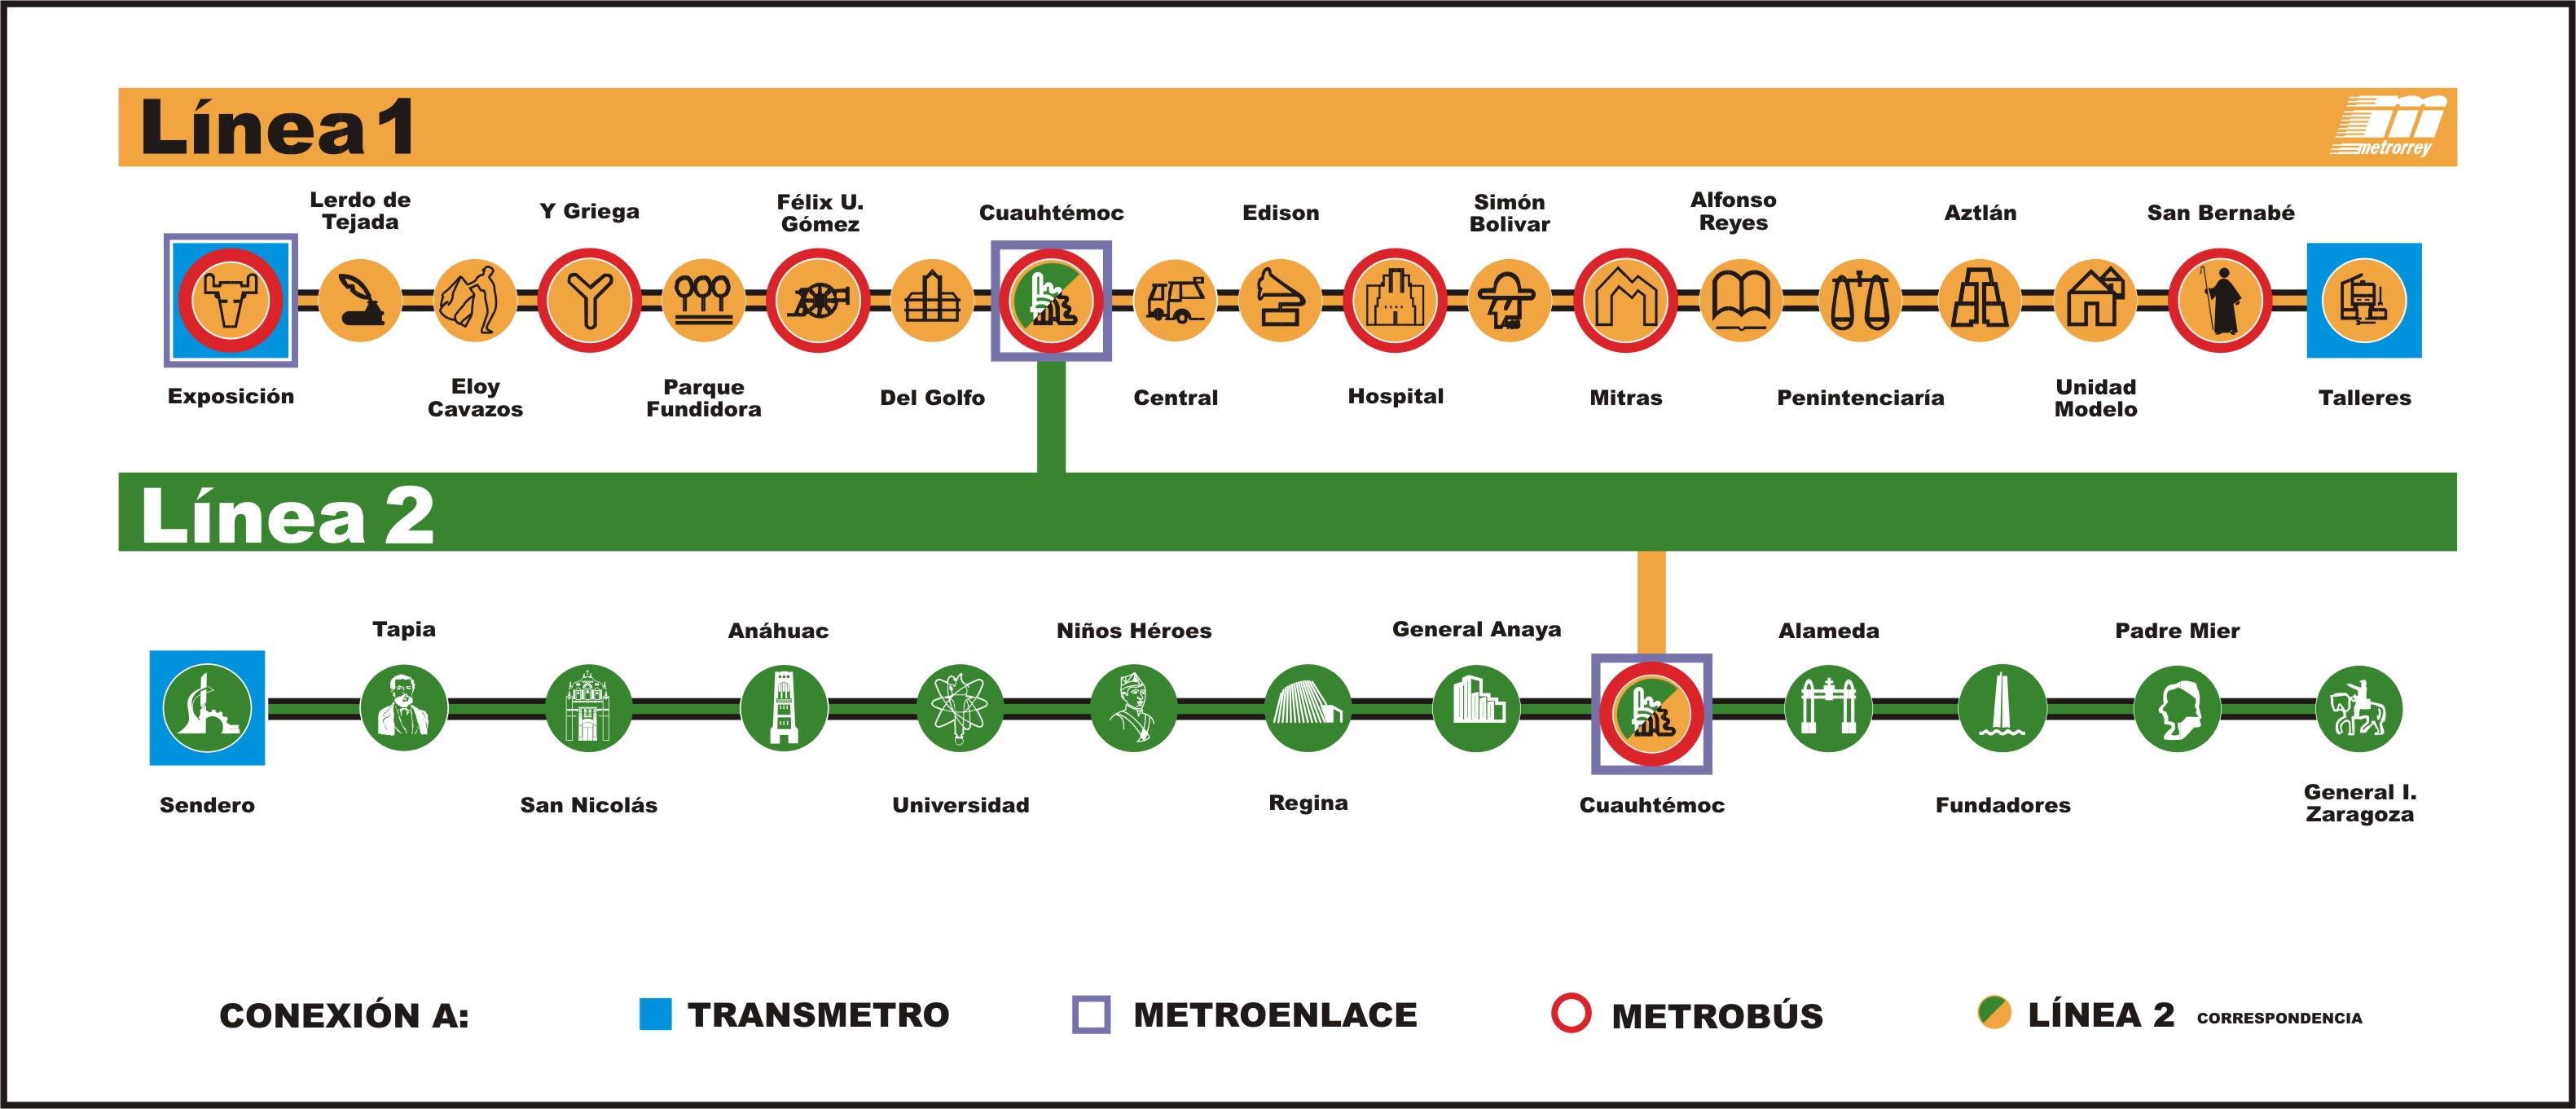 Línea 1
metrorrey
Lerdo de
Tejada
Y Griega
Félix U.
Gómez
Cuauhtémoc
Edison
Simón
Bolivar
Alfonso
Reyes
Aztlán
San Bernabé
Exposición
Eloy
Cavazos
Parque
Fundidora
Del Golfo
Central
Hospital
Mitras
Penintenciaría
Unidad
Modelo
Talleres
Línea 2
Tapia
Anáhuac
Niños Héroes
General Anaya
Alameda
Padre Mier
Sendero
San Nicolás
Universidad
Regina
Cuauhtémoc
Fundadores
General I.
Zaragoza
CONEXIÓN A:
TRANSMETRO
METROENLACE
METROBÚS
LÍNEA 2 CORRESPONDENCIA